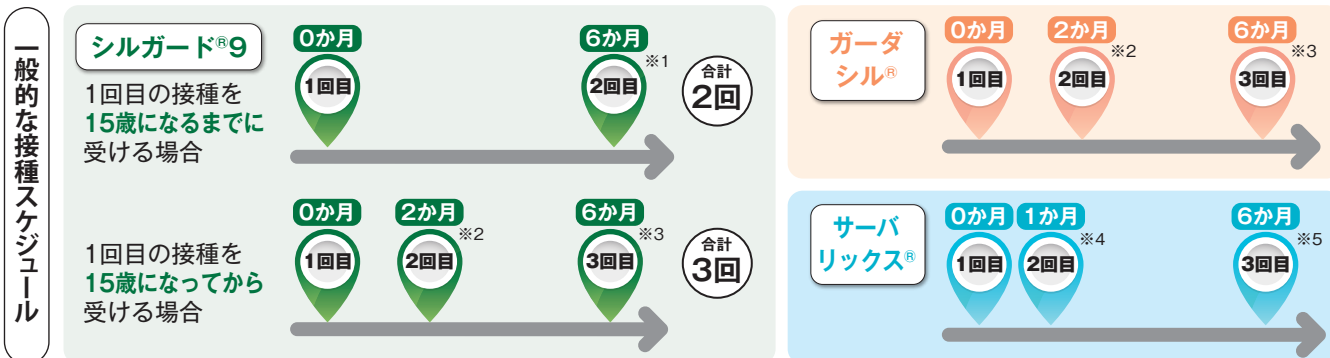 一般的な接種スケジュール
シルガード®9
1回目の接種を
15歳になるまでに
受ける場合
0か月
1回目
6か月
※1
2回目
合計
2回
1回目の接種を
15歳になってから
受ける場合
0か月
1回目
2か月
※2
2回目
6か月
※3
3回目
合計
3回
ガーダ
シル®
0か月
1回目
2か月
※2
2回目
6か月
※3
3回目
サーバ
リックス®
0か月
1回目
1か月
※4
2回目
6か月
※5
3回目